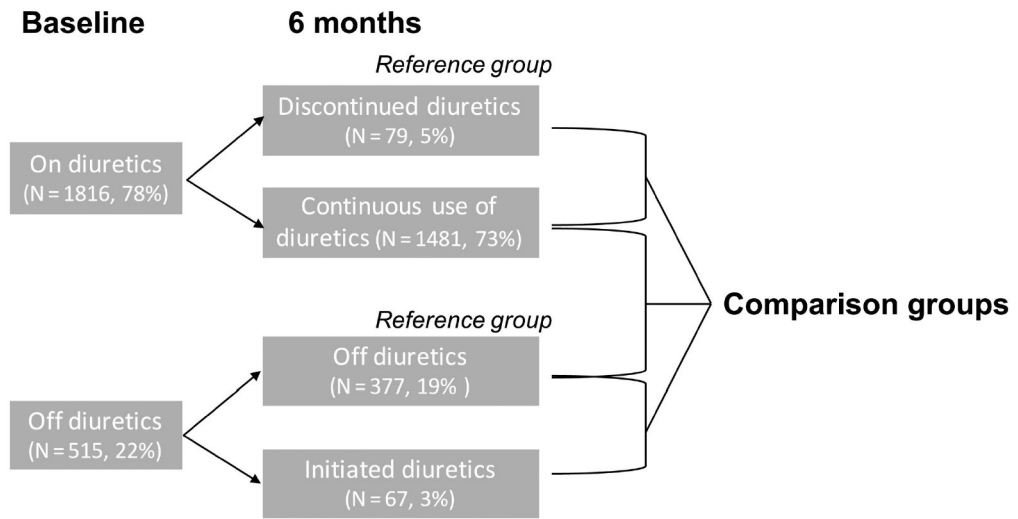 Baseline
6 months
Reference group
Discontinued diuretics
(N = 79, 5%)
On diuretics
(N = 1816, 78%)
Continuous use of
diuretics (N = 1481, 73%)
Comparison groups
Reference group
Off diuretics
(N = 377, 19% )
Off diuretics
(N = 515, 22%)
Initiated diuretics
(N = 67, 3%)